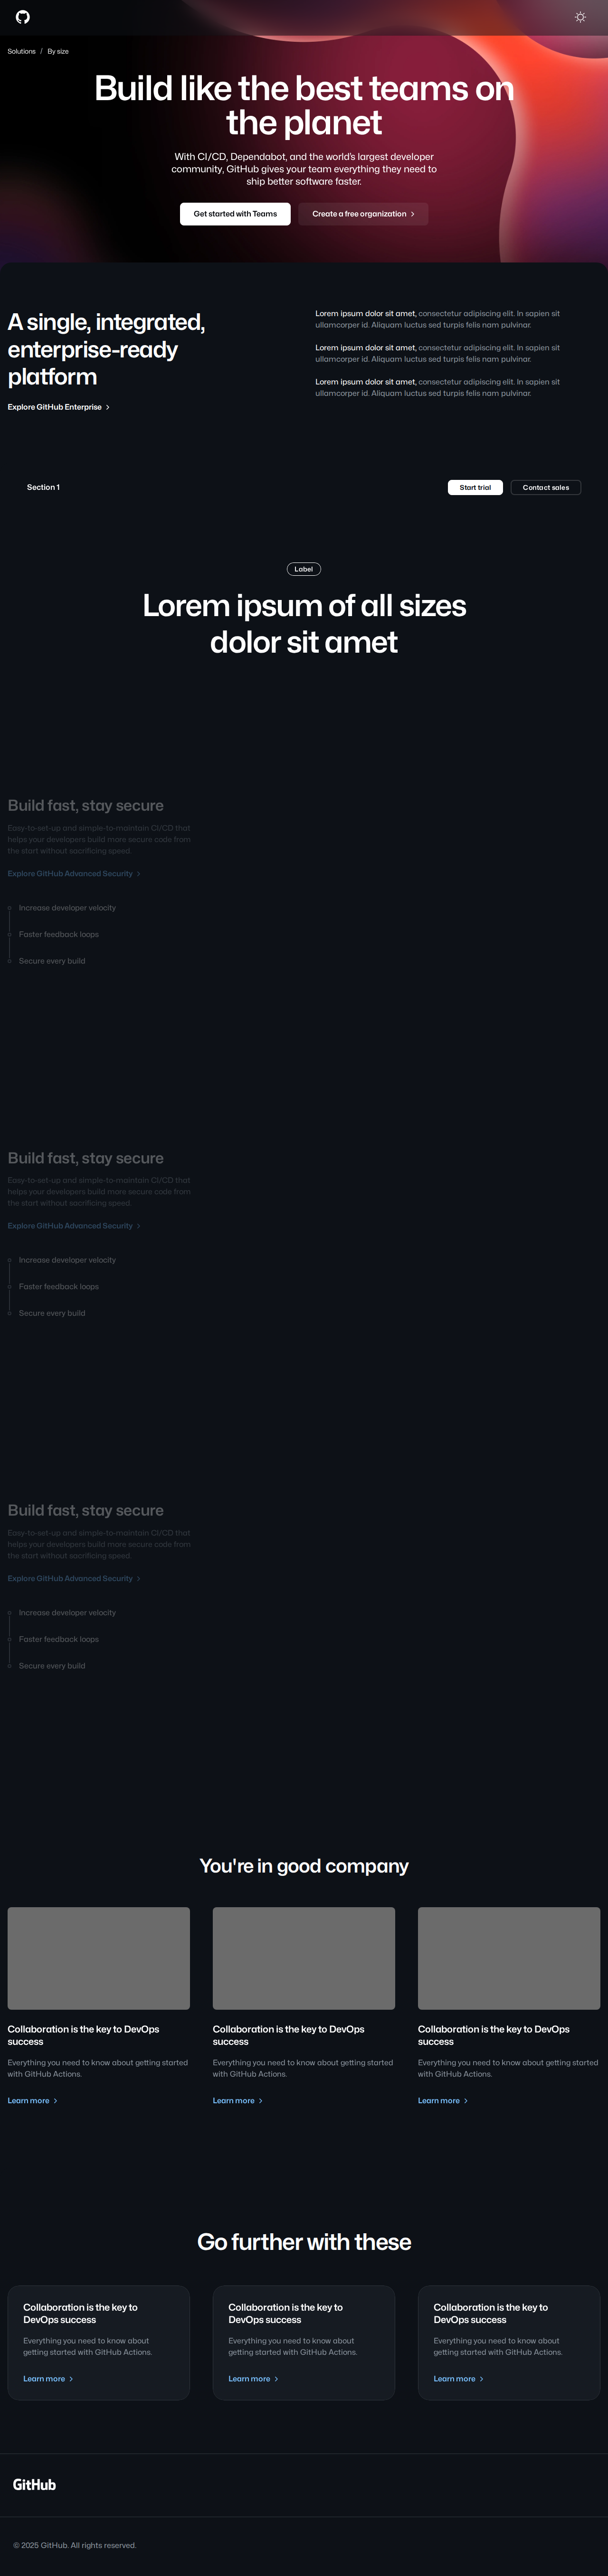 Solutions / By size
Build like the best teams on
the planet
With CI/CD, Dependabot, and the world's largest developer
community, GitHub gives your team everything they need to
ship better software faster.
Get started with Teams
Create a free organization
A single, integrated,
enterprise-ready
platform
Explore GitHub Enterprise
Lorem ipsum dolor sit amet, consectetur adipiscing elit. In sapien sit
ullamcorper id. Aliquam luctus sed turpis felis nam pulvinar.
Lorem ipsum dolor sit amet, consectetur adipiscing elit. In sapien sit
ullamcorper id. Aliquam luctus sed turpis felis nam pulvinar.
Lorem ipsum dolor sit amet, consectetur adipiscing elit. In sapien sit
ullamcorper id. Aliquam luctus sed turpis felis nam pulvinar.
Section 1
Start trial
Contact sales
Label
Lorem ipsum of all sizes
dolor sit amet
Build fast, stay secure
Easy-to-set-up and simple-to-maintain CI/CD that
helps your developers build more secure code from
the start without sacrificing speed.
Explore GitHub Advanced Security
Increase developer velocity
Faster feedback loops
Secure every build
Build fast, stay secure
Easy-to-set-up and simple-to-maintain CI/CD that
helps your developers build more secure code from
the start without sacrificing speed.
Explore GitHub Advanced Security
Increase developer velocity
Faster feedback loops
Secure every build
Build fast, stay secure
Easy-to-set-up and simple-to-maintain CI/CD that
helps your developers build more secure code from
the start without sacrificing speed.
Explore GitHub Advanced Security
Increase developer velocity
Faster feedback loops
Secure every build
You're in good company
Collaboration is the key to DevOps
success
Everything you need to know about getting started
with GitHub Actions.
Learn more
Collaboration is the key to DevOps
success
Everything you need to know about getting started
with GitHub Actions.
Learn more
Collaboration is the key to DevOps
success
Everything you need to know about getting started
with GitHub Actions.
Learn more
Go further with these
Collaboration is the key to
DevOps success
Everything you need to know about
getting started with GitHub Actions.
Learn more
Collaboration is the key to
DevOps success
Everything you need to know about
getting started with GitHub Actions.
Learn more
Collaboration is the key to
DevOps success
Everything you need to know about
getting started with GitHub Actions.
Learn more
GitHub
© 2025 GitHub. All rights reserved.